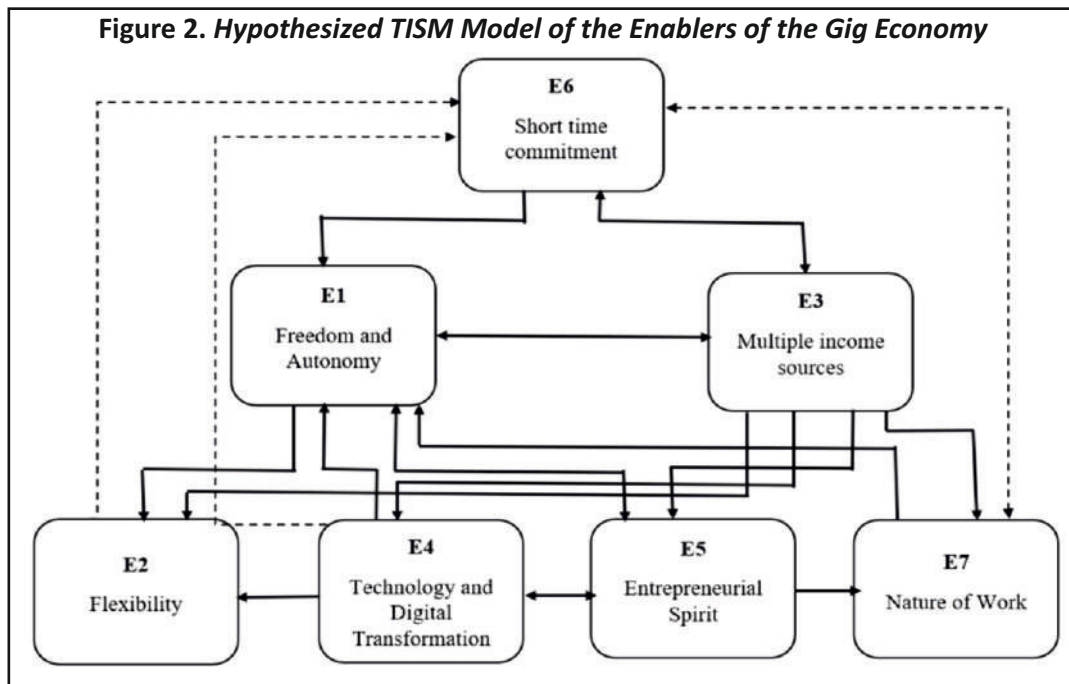 Figure 2. Hypothesized TISM Model of the Enablers of the Gig Economy
E6
Short time
commitment
E1
Freedom and
Autonomy
E3
Multiple income
sources
E2
Flexibility
E4
Technology and
Digital
Transformation
E5
Entrepreneurial
Spirit
E7
Nature of Work